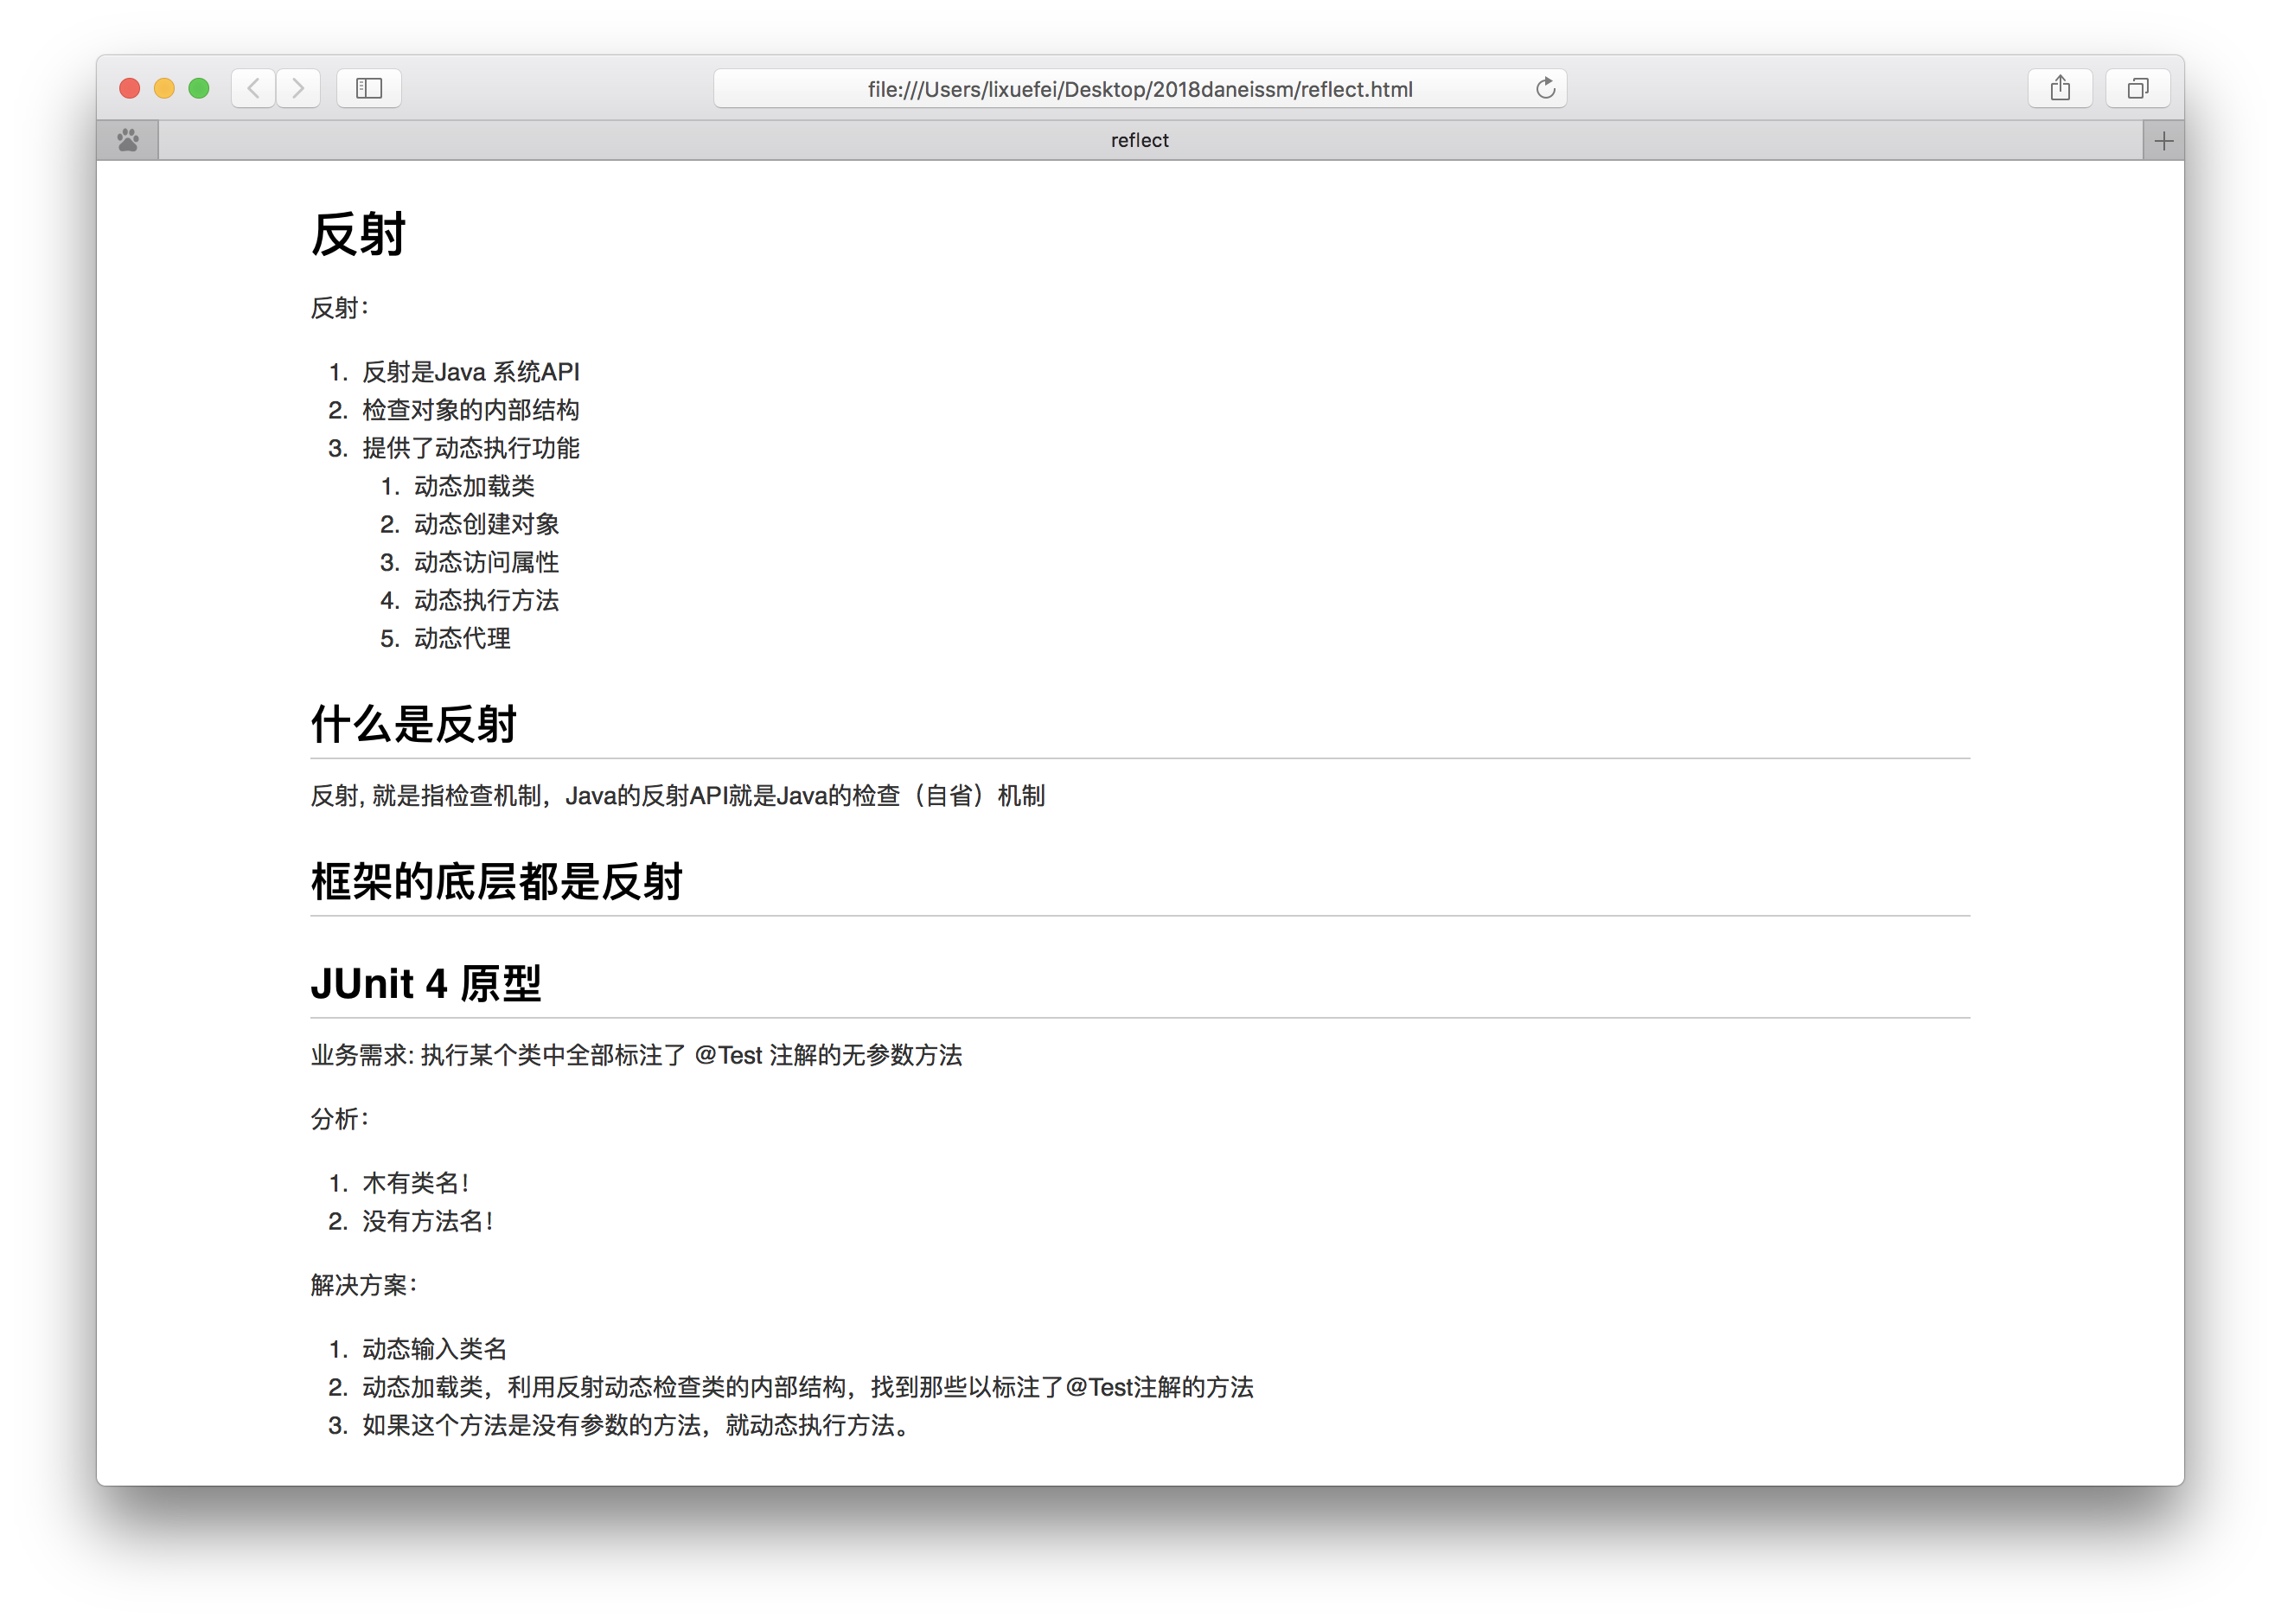 file:///Users/lixuefei/Desktop/2018daneissm/reflect.html
reflect
反射
反射：
1. 反射是Java 系统API
2. 检查对象的内部结构
3. 提供了动态执行功能
1. 动态加载类
2. 动态创建对象
3. 动态访问属性
4. 动态执行方法
5. 动态代理
什么是反射
反射, 就是指检查机制，Java的反射API就是Java的检查（自省）机制
框架的底层都是反射
JUnit 4 原型
业务需求: 执行某个类中全部标注了 @Test 注解的无参数方法
分析：
1. 木有类名！
2. 没有方法名！
解决方案：
1. 动态输入类名
2. 动态加载类，利用反射动态检查类的内部结构，找到那些以标注了@Test注解的方法
3. 如果这个方法是没有参数的方法，就动态执行方法。